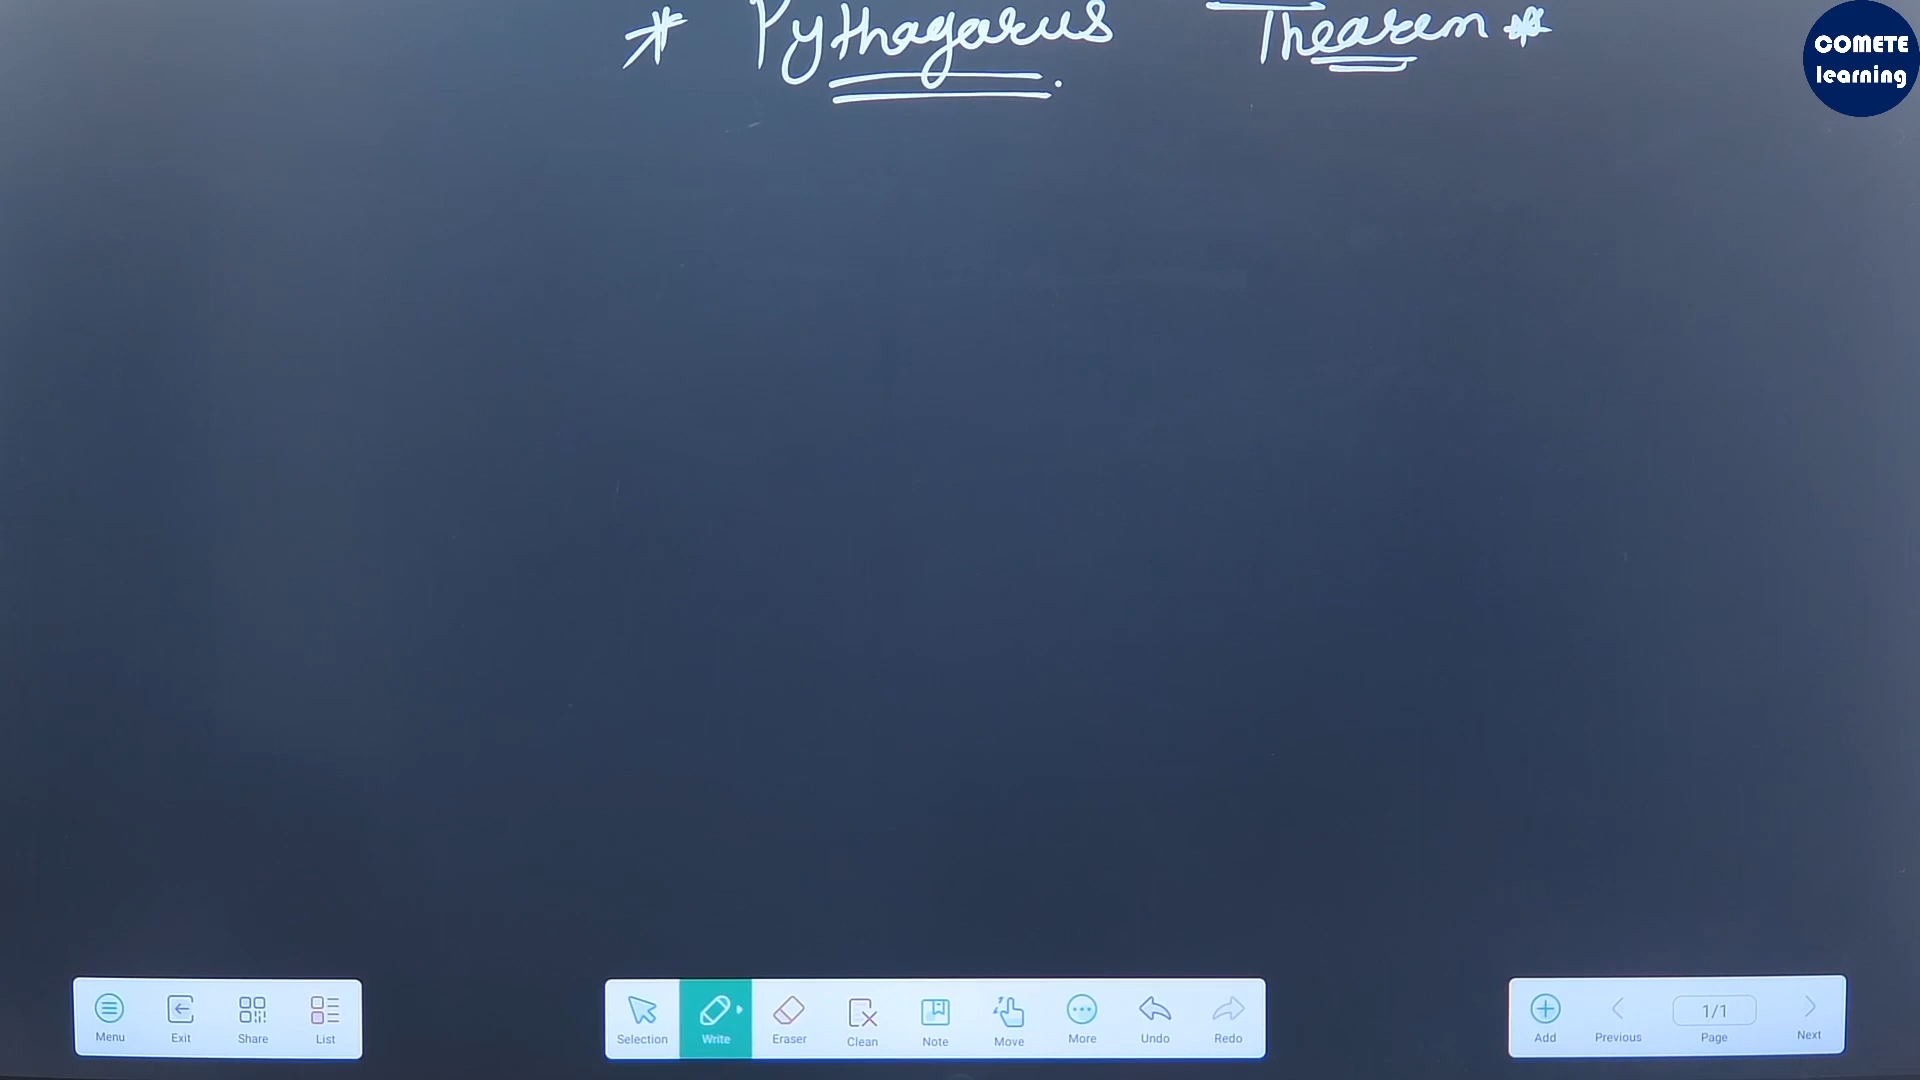 * Pythagorus Thearem *
COMETE
learning
Menu Exit Share List
Selection Write Eraser Clean Note Move More Undo Redo
Add Previous 1/1 Page Next